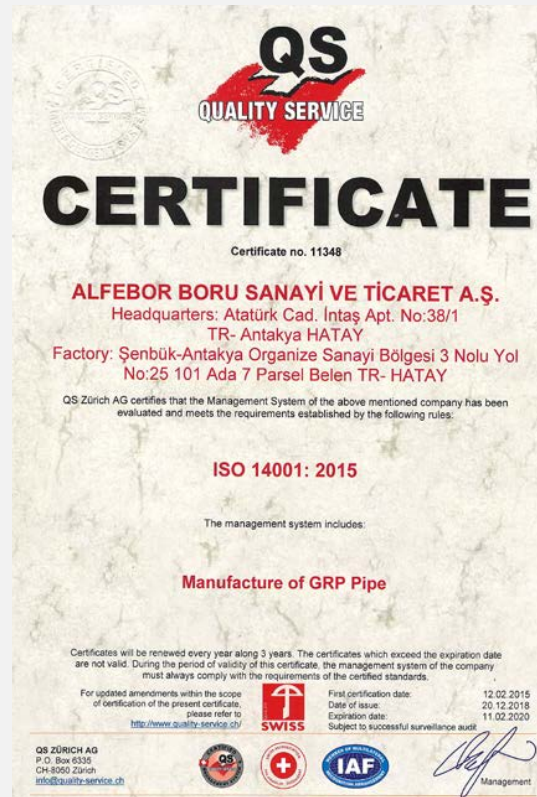 QS
QUALITY SERVICE
CERTIFICATE
Certificate no. 11348
ALFEBOR BORU SANAYİ VE TİCARET A.Ş.
Headquarters: Atatürk Cad. İntaş Apt. No:38/1
TR- Antakya HATAY
Factory: Şenbük-Antakya Organize Sanayi Bölgesi 3 Nolu Yol
No:25 101 Ada 7 Parsel Belen TR- HATAY
QS Zürich AG certifies that the Management System of the above mentioned company has been
evaluated and meets the requirements established by the following rules:
ISO 14001: 2015
The management system includes:
Manufacture of GRP Pipe
Certificates will be renewed every year along 3 years. The certificates which exceed the expiration date
are not valid. During the period of validity of this certificate, the management system of the company
must always comply with the requirements of the certified standards.
For updated amendments within the scope
of certification of the present certificate,
please refer to
http://www.quality-service.ch/
SWISS
First certification date: 12.02.2015
Date of issue: 20.12.2018
Expiration date: 11.02.2020
Subject to successful surveillance audit
QS ZÜRICH AG
P.O. Box 6335
CH-8050 Zürich
info@quality-service.ch
QS
IAF
Management